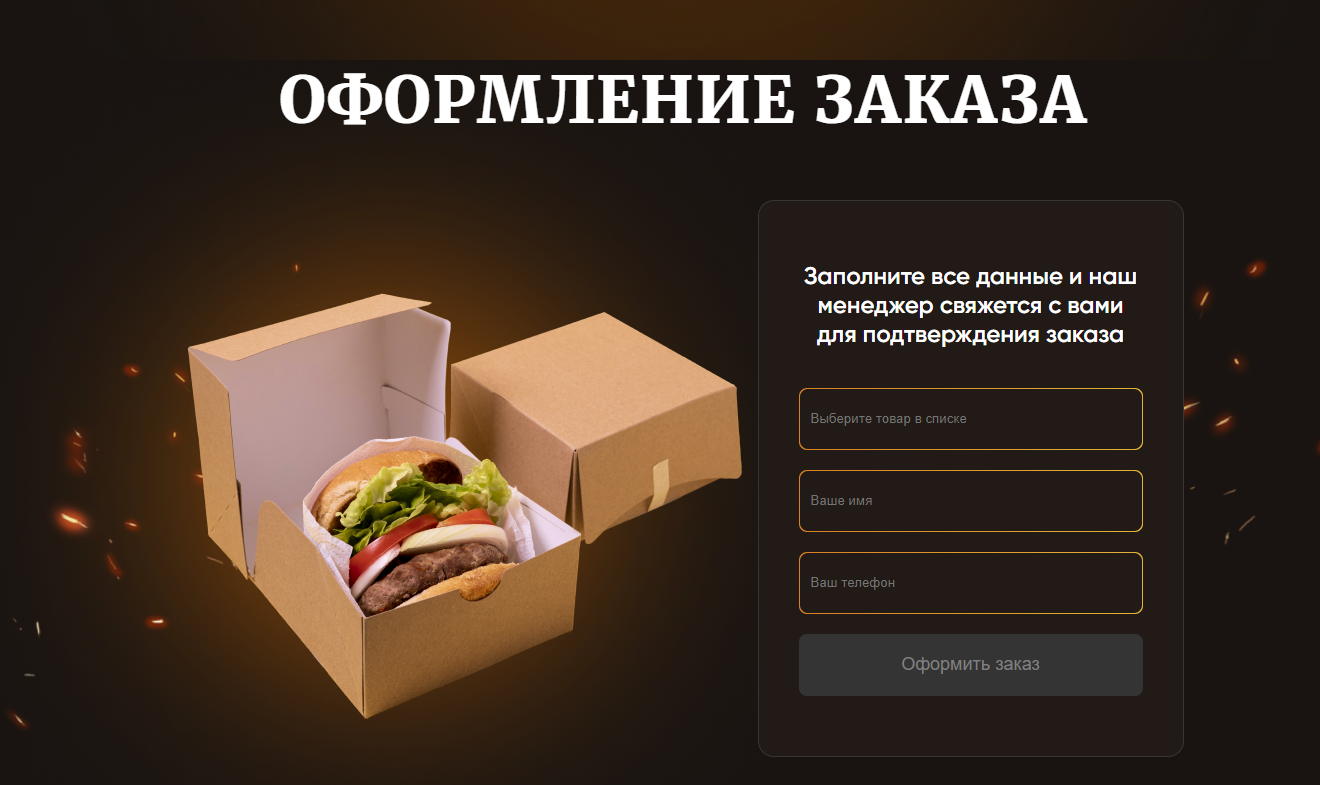 ОФОРМЛЕНИЕ ЗАКАЗА
Заполните все данные и наш
менеджер свяжется с вами
для подтверждения заказа
Выберите товар в списке
Ваше имя
Ваш телефон
Оформить заказ